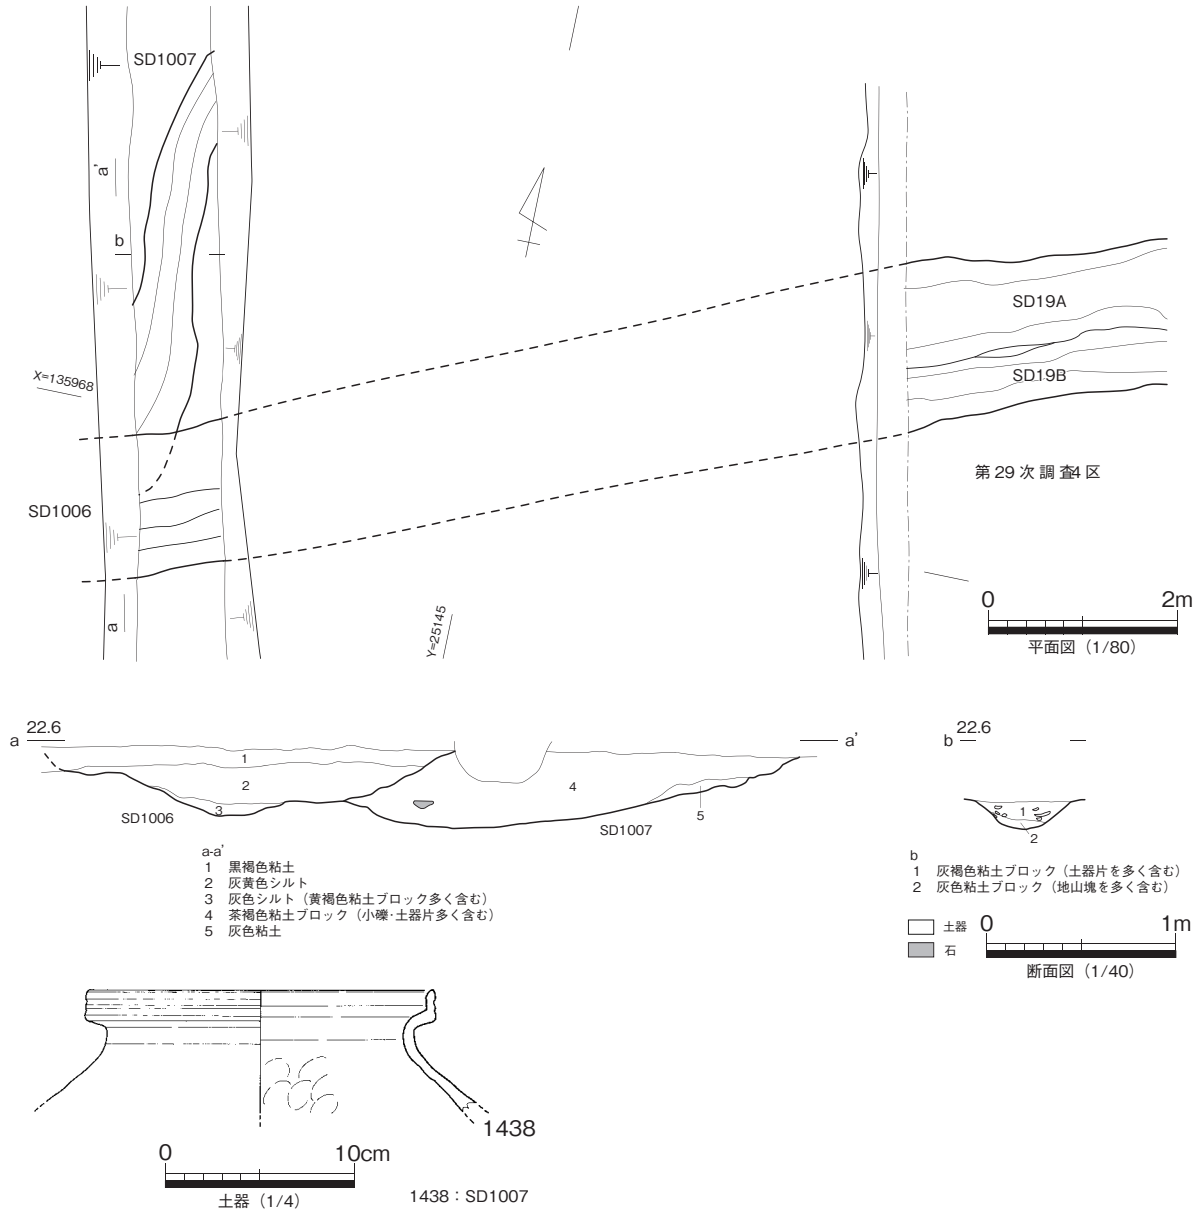 SD1007
a'
b
X=135968
SD1006
a
Y=25145
SD19A
SD19B
第29次調査4区
0 2m
平面図（1/80）
a 22.6 a'
1
2
3
4
5
SD1006
SD1007
a-a'
1 黒褐色粘土
2 灰黄色シルト
3 灰色シルト（黄褐色粘土ブロック多く含む）
4 茶褐色粘土ブロック（小礫･土器片多く含む）
5 灰色粘土
b 22.6
1
2
b
1 灰褐色粘土ブロック（土器片を多く含む）
2 灰色粘土ブロック（地山塊を多く含む）
土器
石
0 1m
断面図（1/40）
1438
0 10cm
土器（1/4）
1438：SD1007